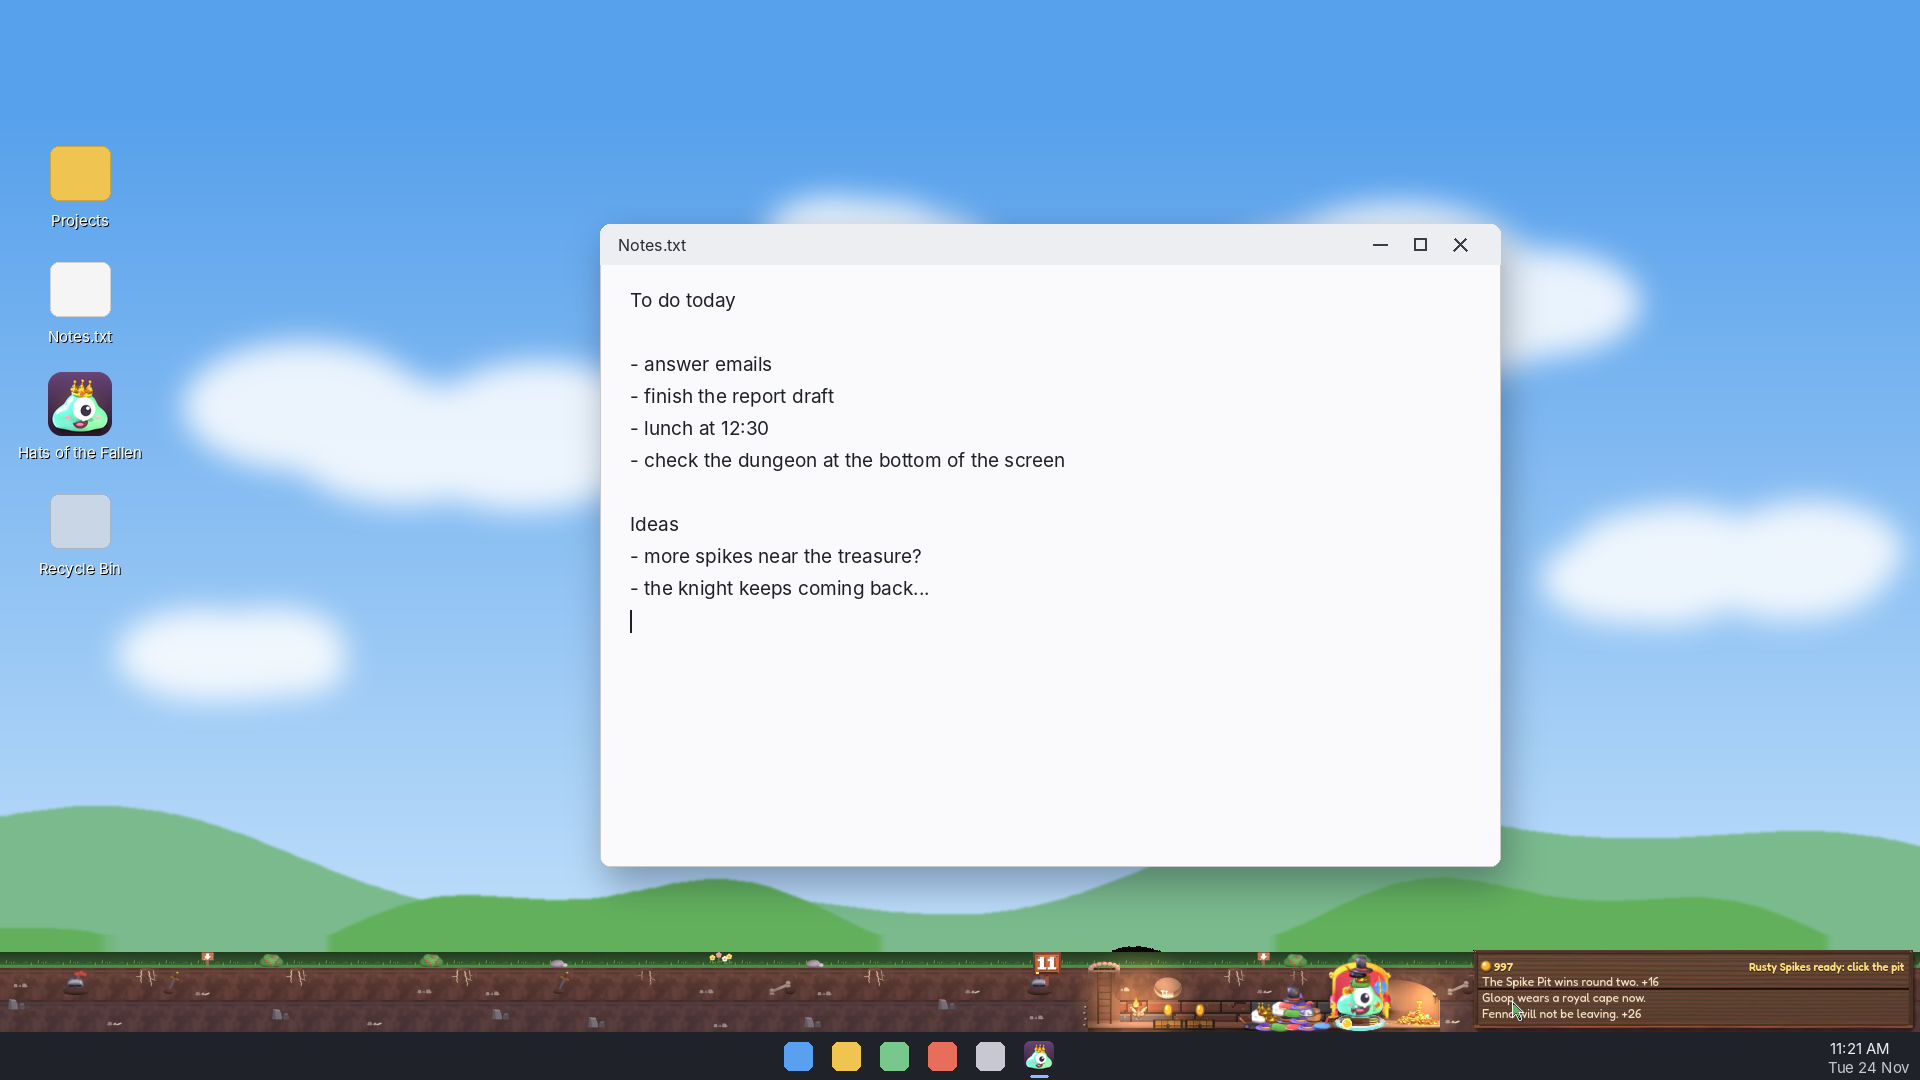 Projects
Notes.txt
Hats of the Fallen
Recycle Bin
Notes.txt
To do today
- answer emails
- finish the report draft
- lunch at 12:30
- check the dungeon at the bottom of the screen
Ideas
- more spikes near the treasure?
- the knight keeps coming back...
11
997
Rusty Spikes ready: click the pit
The Spike Pit wins round two. +16
Gloop wears a royal cape now.
will not be leaving. +26
11:21 AM
Tue 24 Nov